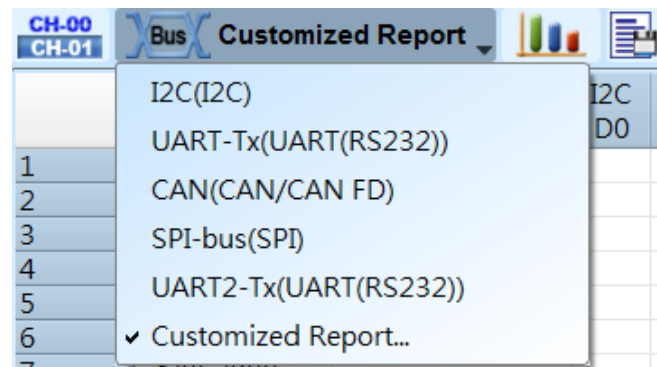 CH-00
CH-01
Bus Customized Report
I2C(I2C)
UART-Tx(UART(RS232))
CAN(CAN/CAN FD)
SPI-bus(SPI)
UART2-Tx(UART(RS232))
Customized Report...
I2C
D0
1
2
3
4
5
6